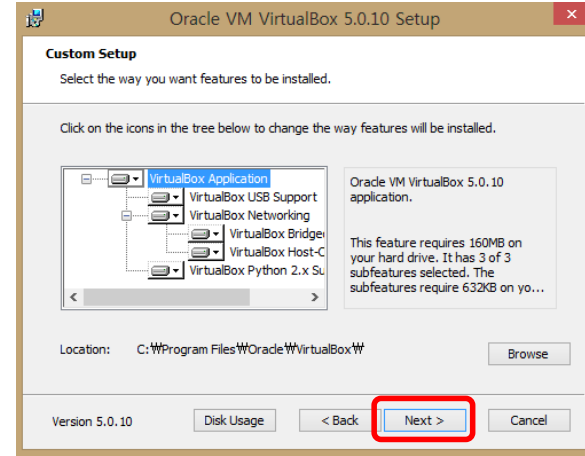 Oracle VM VirtualBox 5.0.10 Setup
Custom Setup
Select the way you want features to be installed.
Click on the icons in the tree below to change the way features will be installed.
VirtualBox Application
VirtualBox USB Support
VirtualBox Networking
VirtualBox Bridge
VirtualBox Host-C
VirtualBox Python 2.x Su
Oracle VM VirtualBox 5.0.10
application.
This feature requires 160MB on
your hard drive. It has 3 of 3
subfeatures selected. The
subfeatures require 632KB on yo...
Location: C:₩Program Files₩Oracle₩VirtualBox₩
Browse
Version 5.0.10
Disk Usage
< Back
Next >
Cancel